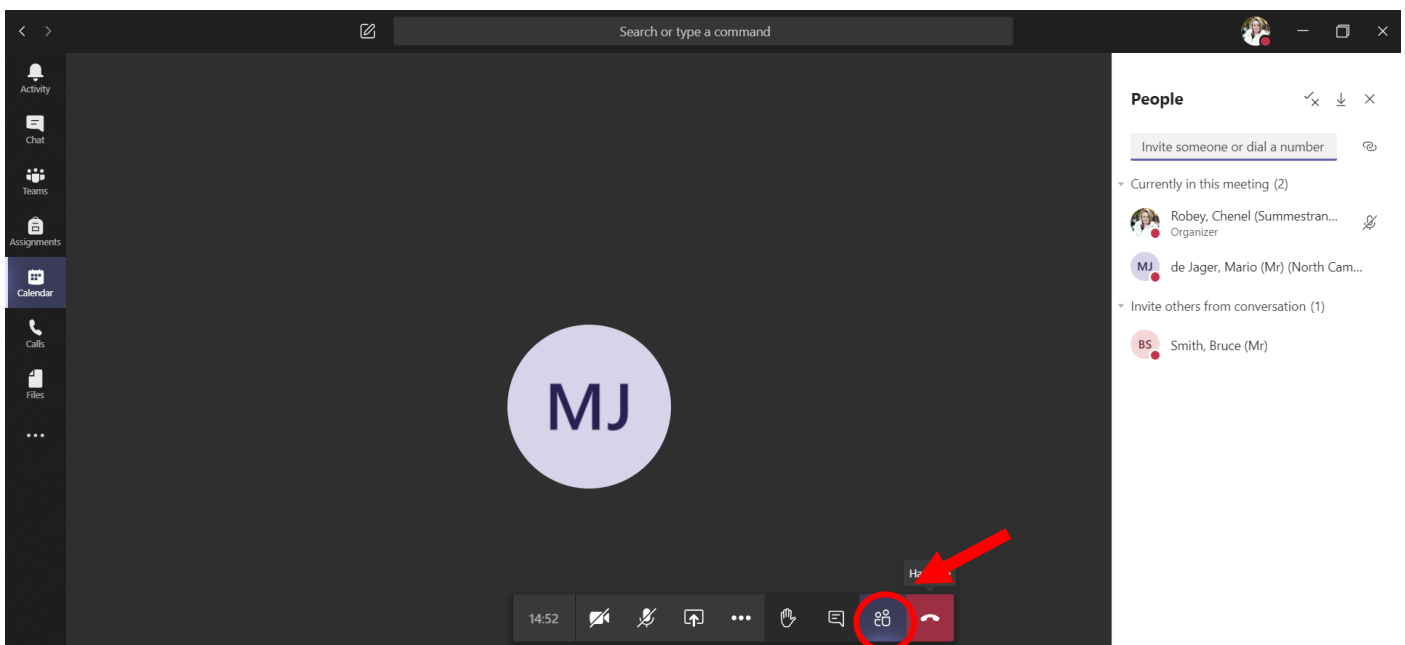 Search or type a command
Activity
Chat
Teams
Assignments
Calendar
Calls
Files
MJ
14:52
People
Invite someone or dial a number
Currently in this meeting (2)
Robey, Chenel (Summestran...
Organizer
MJ
de Jager, Mario (Mr) (North Cam...
Invite others from conversation (1)
BS
Smith, Bruce (Mr)